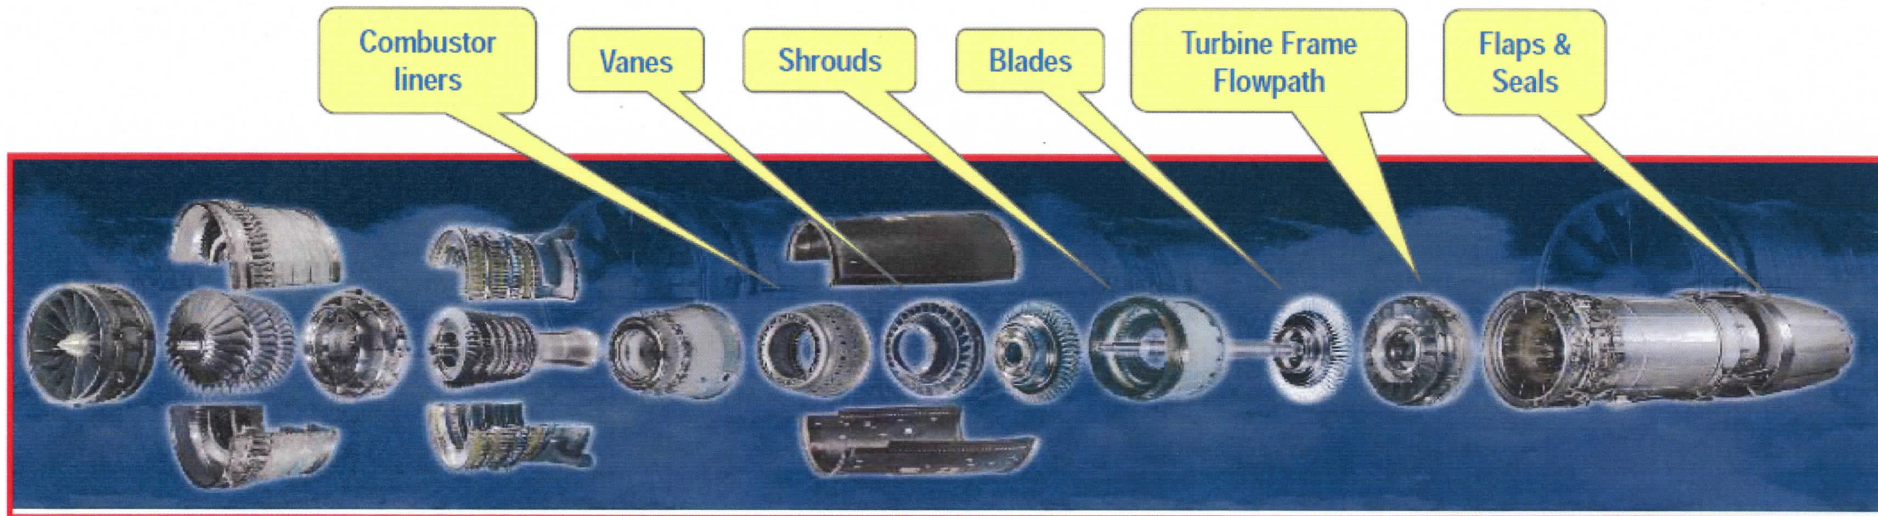 Combustor
liners
Vanes
Shrouds
Blades
Turbine Frame
Flowpath
Flaps &
Seals